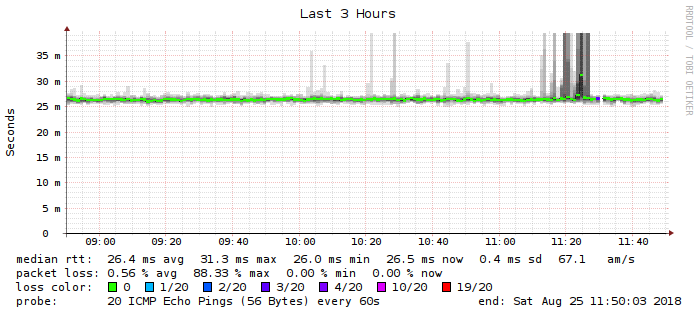 Last 3 Hours
RRDTOOL / TOBI OETIKER
Seconds
35 m
30 m
25 m
20 m
15 m
10 m
5 m
0
09:00 09:20 09:40 10:00 10:20 10:40 11:00 11:20 11:40
median rtt: 26.4 ms avg 31.3 ms max 26.0 ms min 26.5 ms now 0.4 ms sd 67.1 am/s
packet loss: 0.56 % avg 88.33 % max 0.00 % min 0.00 % now
loss color: 0 1/20 2/20 3/20 4/20 10/20 19/20
probe: 20 ICMP Echo Pings (56 Bytes) every 60s end: Sat Aug 25 11:50:03 2018